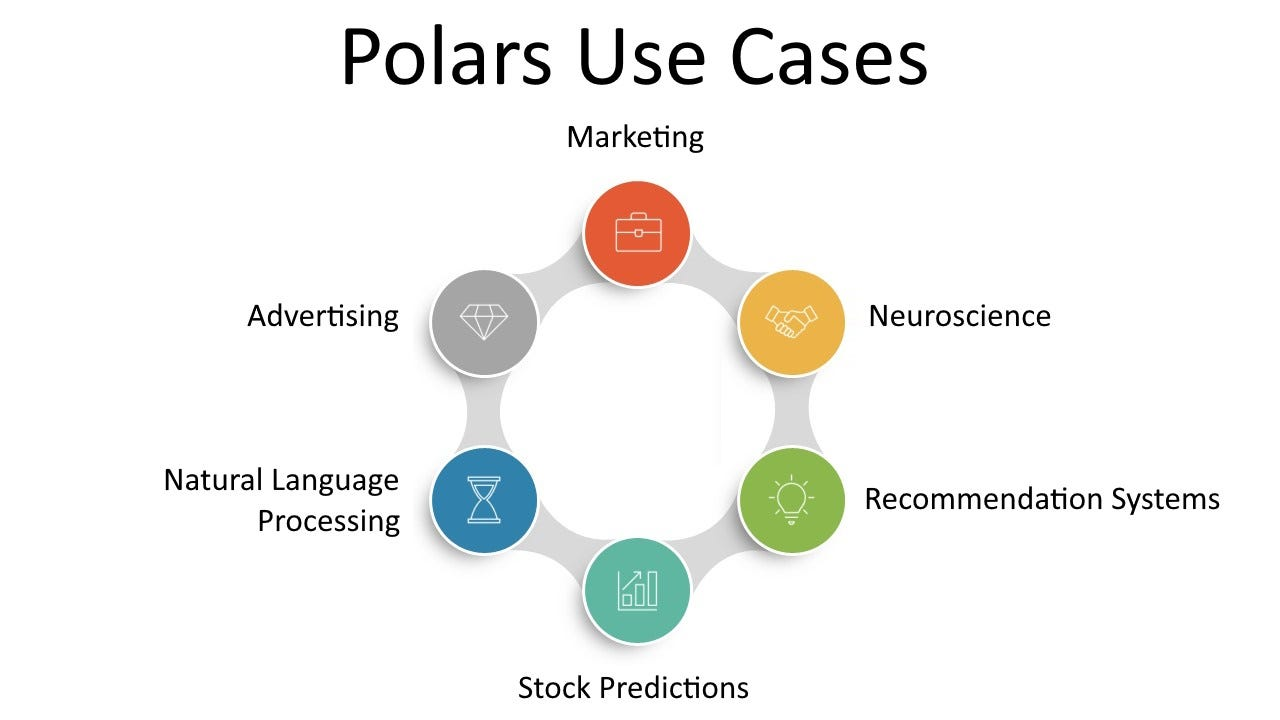 Polars Use Cases
Marketing
Advertising
Neuroscience
Natural Language
Processing
Recommendation Systems
Stock Predictions